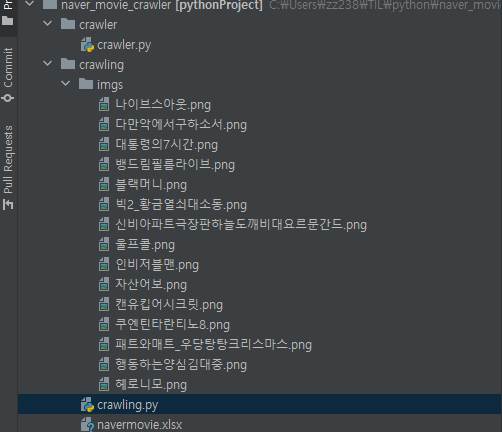 naver_movie_crawler [pythonProject] C:₩Users₩zz238₩TIL₩python₩naver_movi
crawler
crawler.py
crawling
imgs
나이브스아웃.png
다만악에서구하소서.png
대통령의7시간.png
뱅드림필름라이브.png
블랙머니.png
빅2_황금열쇠대소동.png
신비아파트극장판하늘도깨비대요르문간드.png
울프콜.png
인비저블맨.png
자산어보.png
캔유킵어시크릿.png
쿠엔틴타란티노8.png
패트와매트_우당탕탕크리스마스.png
행동하는양심김대중.png
헤로니모.png
crawling.py
navermovie.xlsx
Commit
Pull Requests